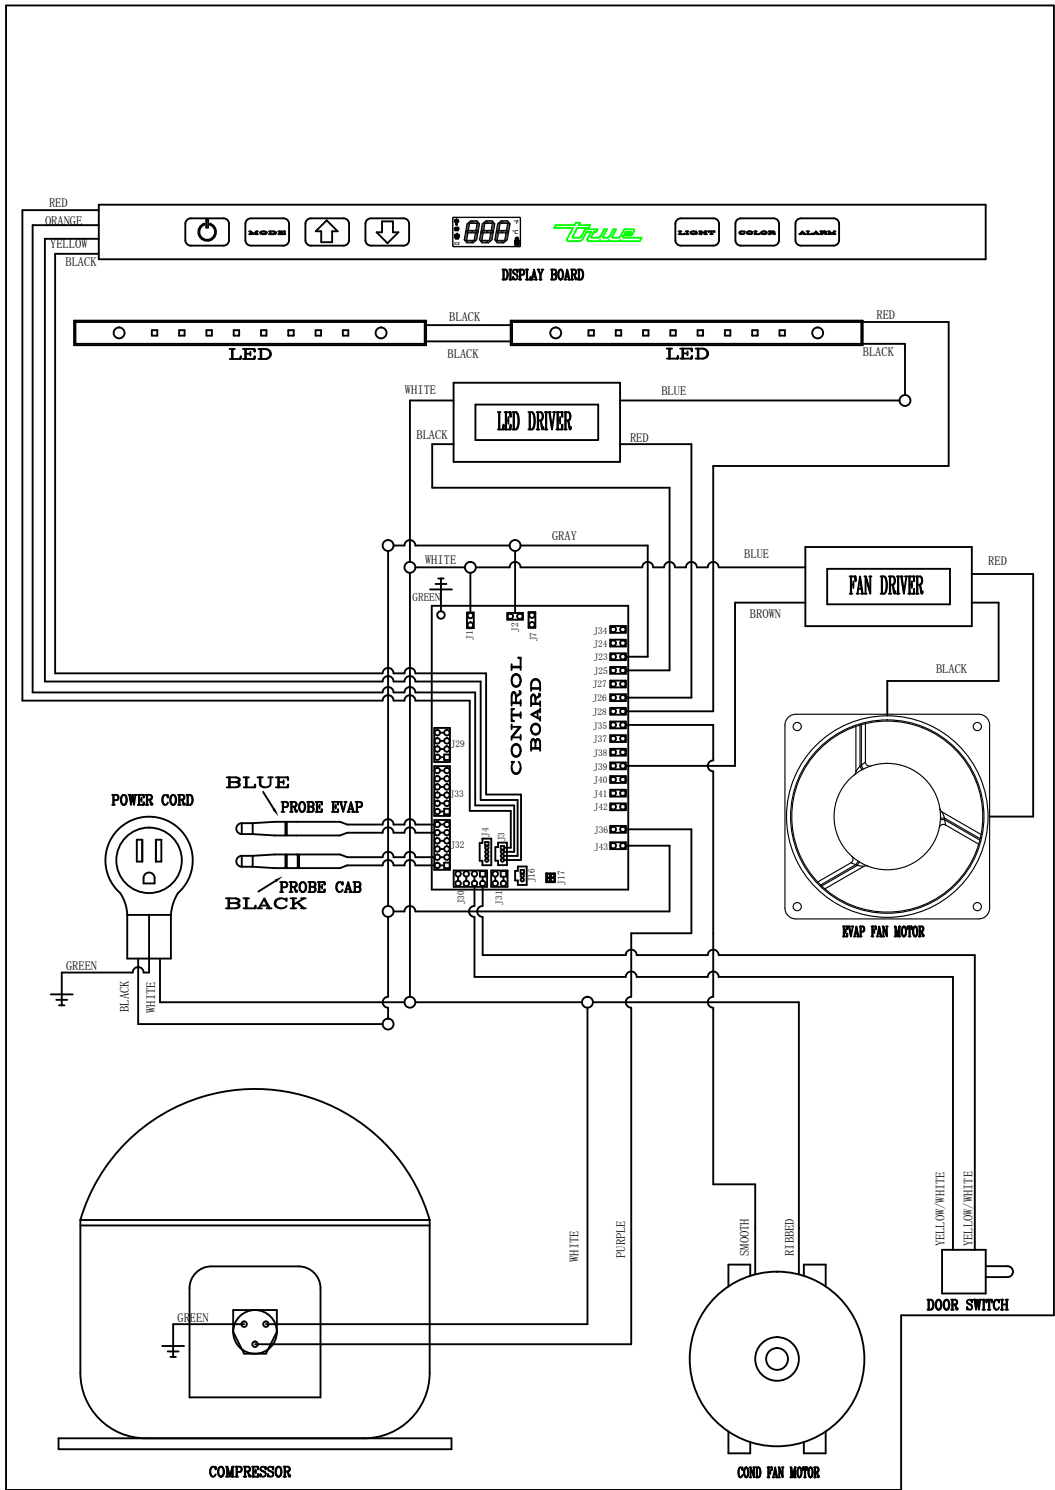 RED
ORANGE
YELLOW
BLACK
MODE
888
°F
°C
true
LIGHT
COLOR
ALARM
DISPLAY BOARD
BLACK
BLACK
LED
LED
RED
BLACK
WHITE
BLACK
LED DRIVER
BLUE
RED
GRAY
WHITE
GREEN
BLUE
BROWN
FAN DRIVER
RED
BLACK
J1
J2
J7
CONTROL
BOARD
J34
J24
J23
J25
J27
J26
J28
J35
J37
J38
J39
J40
J41
J42
J36
J43
J29
J33
J32
J4
J3
J30
J31
J16
J17
BLUE
PROBE EVAP
PROBE CAB
BLACK
POWER CORD
GREEN
BLACK
WHITE
EVAP FAN MOTOR
WHITE
PURPLE
SMOOTH
RIBBED
YELLOW/WHITE
YELLOW/WHITE
DOOR SWITCH
GREEN
COMPRESSOR
COND FAN MOTOR